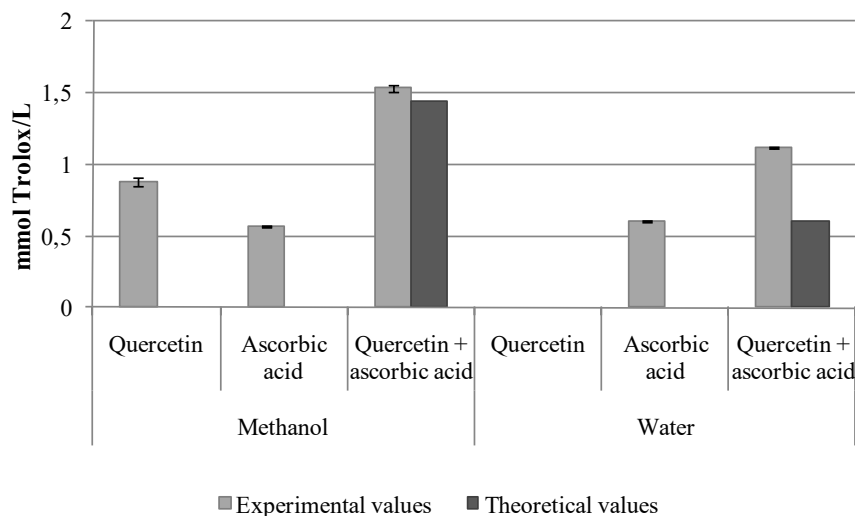 2
1,5
1
0,5
0
mmol Trolox/L
Quercetin
Ascorbic
acid
Quercetin +
ascorbic acid
Quercetin
Ascorbic
acid
Quercetin +
ascorbic acid
Methanol
Water
Experimental values
Theoretical values